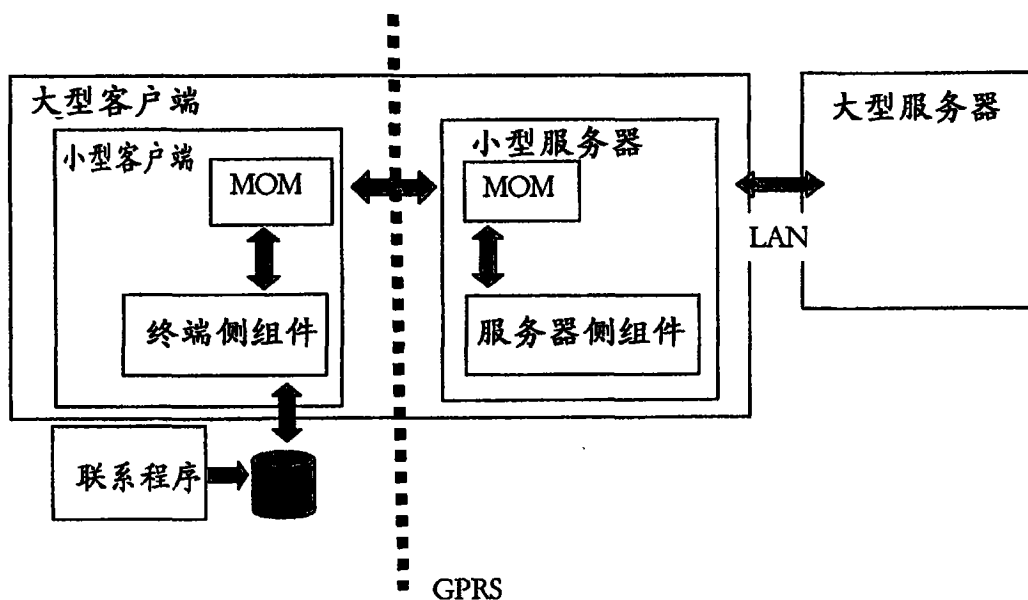 大型客户端
大型服务器
小型客户端
小型服务器
MOM
MOM
LAN
终端侧组件
服务器侧组件
联系程序
GPRS